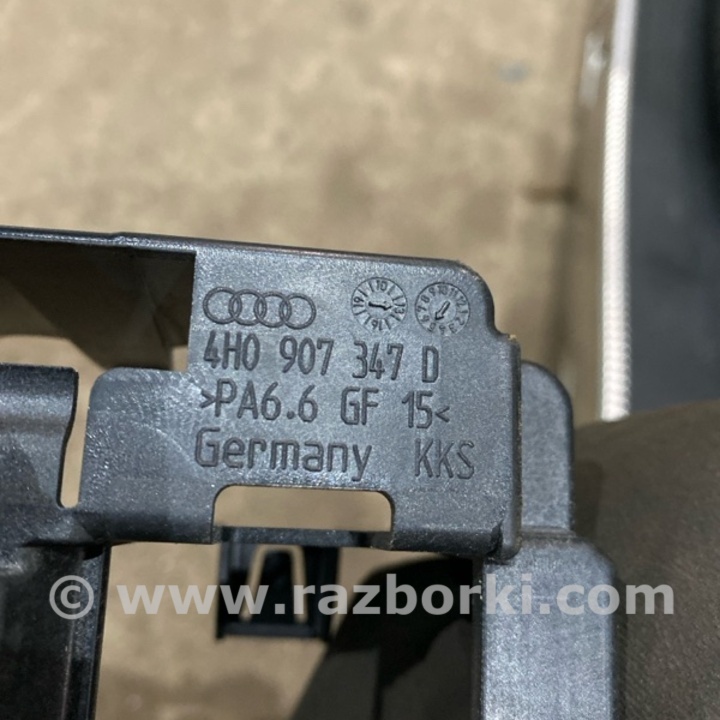 4H0 907 347 D
>PA6.6 GF 15<
Germany KKS
© www.razborki.com